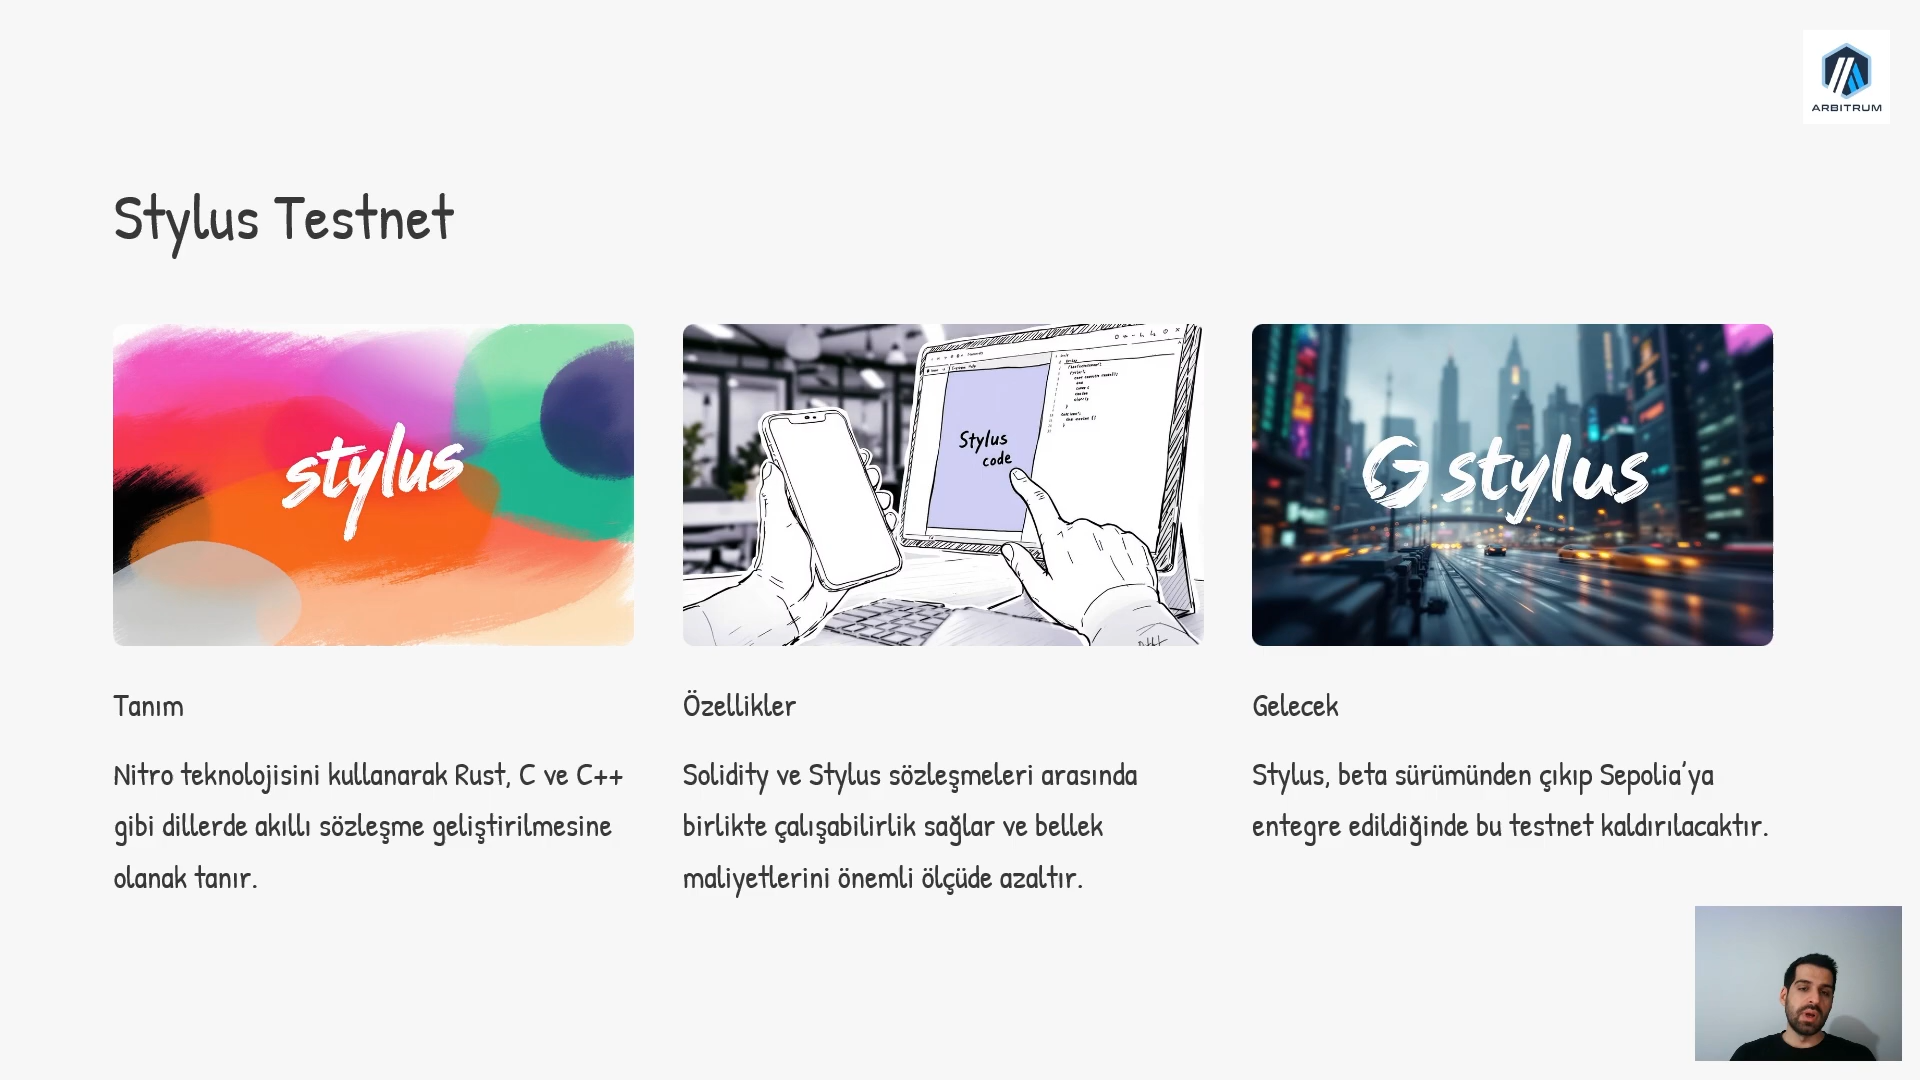 ARBITRUM
Stylus Testnet
stylus
Stylus
code
stylus
Tanım
Nitro teknolojisini kullanarak Rust, C ve C++
gibi dillerde akıllı sözleşme geliştirilmesine
olanak tanır.
Özellikler
Solidity ve Stylus sözleşmeleri arasında
birlikte çalışabilirlik sağlar ve bellek
maliyetlerini önemli ölçüde azaltır.
Gelecek
Stylus, beta sürümünden çıkıp Sepolia’ya
entegre edildiğinde bu testnet kaldırılacaktır.